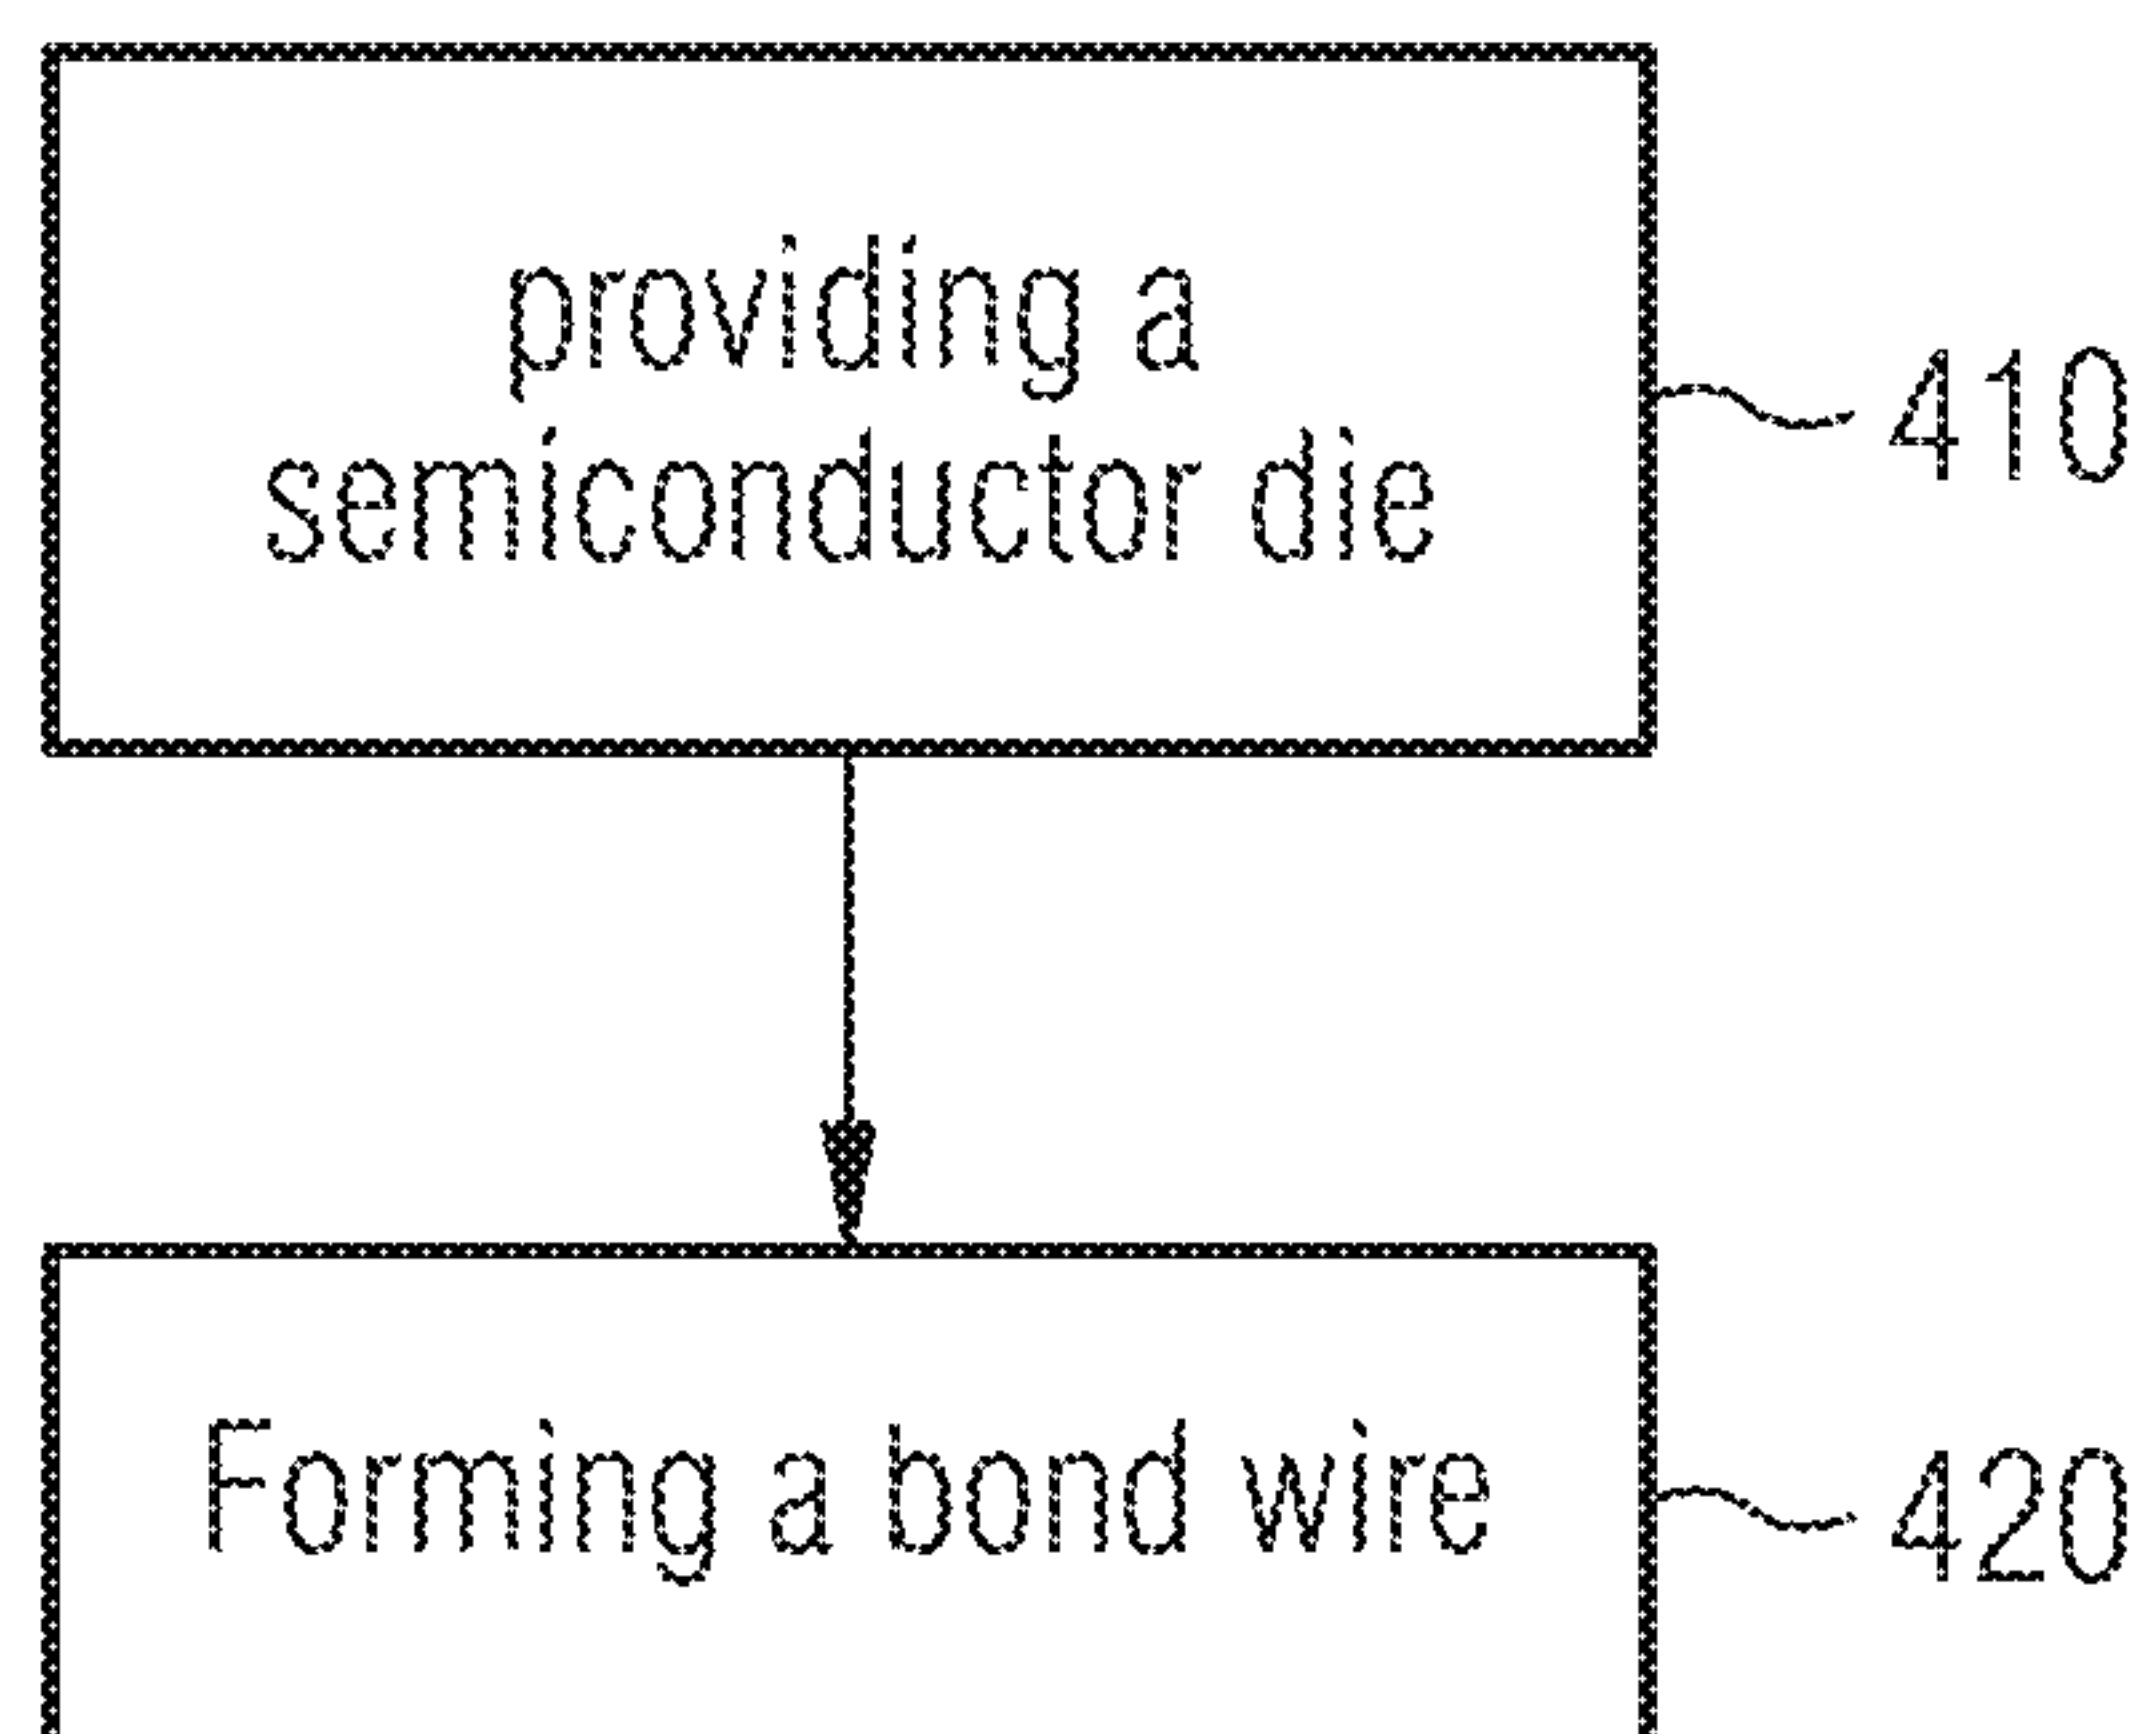 providing a
semiconductor die
410
Forming a bond wire
420